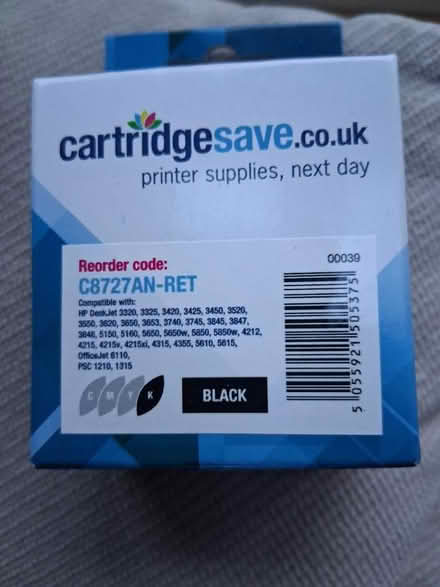 cartridgesave.co.uk
printer supplies, next day
Reorder code:
C8727AN-RET
Compatible with:
HP DeskJet 3320, 3325, 3420, 3425, 3450, 3520,
3550, 3620, 3650, 3653, 3740, 3745, 3845, 3847,
3848, 5150, 5160, 5650, 5650w, 5850, 5850w, 4212,
4215, 4215v, 4215xi, 4315, 4355, 5610, 5615,
OfficeJet 6110,
PSC 1210, 1315
C M Y K
BLACK
00039
5 055921 505375